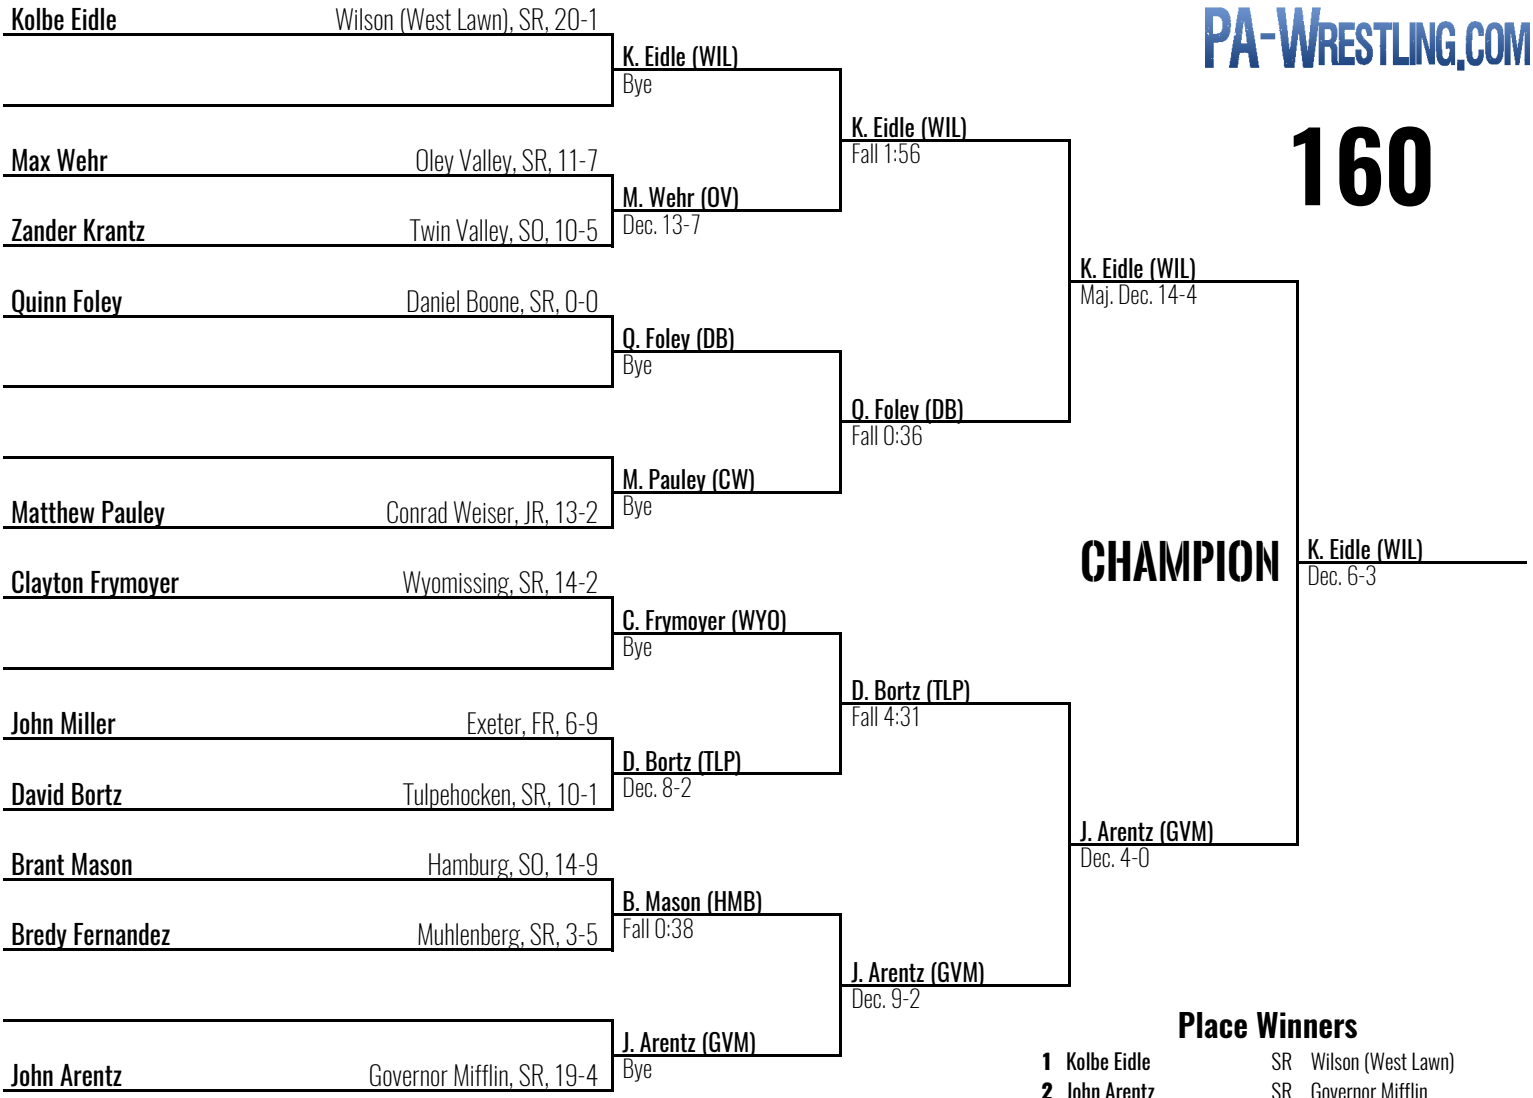 PA-WRESTLING.COM
160
Kolbe Eidle Wilson (West Lawn), SR, 20-1
K. Eidle (WIL)
Bye
K. Eidle (WIL)
Fall 1:56
Max Wehr Oley Valley, SR, 11-7
M. Wehr (OV)
Dec. 13-7
Zander Krantz Twin Valley, SO, 10-5
K. Eidle (WIL)
Maj. Dec. 14-4
Quinn Foley Daniel Boone, SR, 0-0
Q. Foley (DB)
Bye
Q. Foley (DB)
Fall 0:36
M. Pauley (CW)
Bye
Matthew Pauley Conrad Weiser, JR, 13-2
CHAMPION
K. Eidle (WIL)
Dec. 6-3
Clayton Frymoyer Wyomissing, SR, 14-2
C. Frymoyer (WYO)
Bye
D. Bortz (TLP)
Fall 4:31
John Miller Exeter, FR, 6-9
D. Bortz (TLP)
Dec. 8-2
David Bortz Tulpehocken, SR, 10-1
J. Arentz (GVM)
Dec. 4-0
Brant Mason Hamburg, SO, 14-9
B. Mason (HMB)
Fall 0:38
Bredy Fernandez Muhlenberg, SR, 3-5
J. Arentz (GVM)
Dec. 9-2
J. Arentz (GVM)
Bye
John Arentz Governor Mifflin, SR, 19-4
Place Winners
1 Kolbe Eidle SR Wilson (West Lawn)
2 John Arentz SR Governor Mifflin